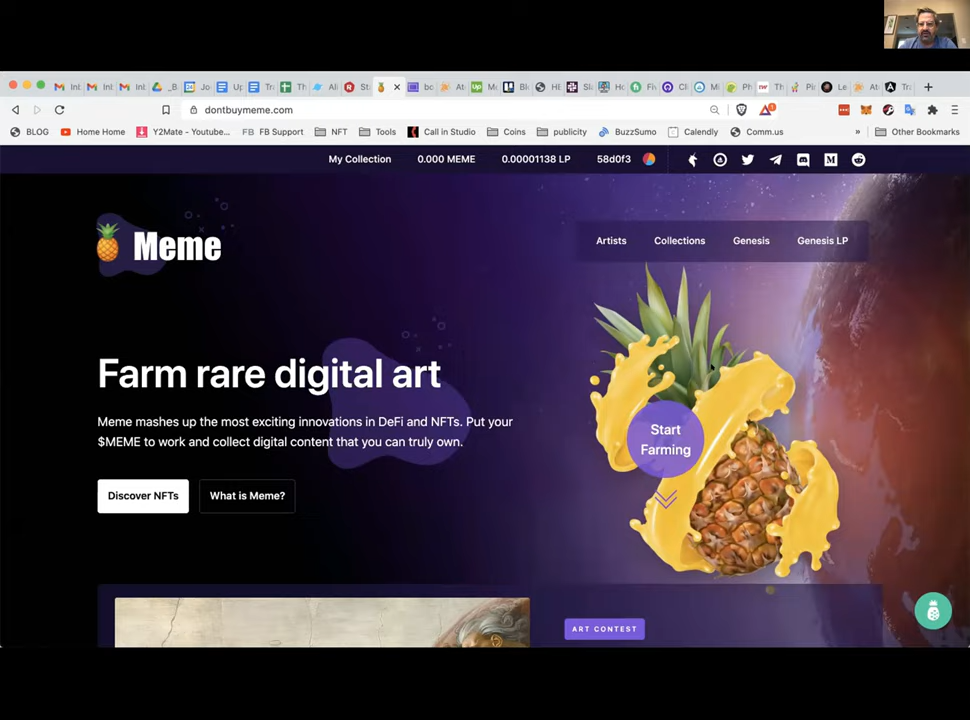 dontbuymeme.com
BLOG
Home Home
Y2Mate - Youtube...
FB FB Support
NFT
Tools
Call in Studio
Coins
publicity
BuzzSumo
Calendly
Comm.us
»
Other Bookmarks
My Collection
0.000 MEME
0.00001138 LP
58d0f3
Meme
Artists
Collections
Genesis
Genesis LP
Farm rare digital art
Meme mashes up the most exciting innovations in DeFi and NFTs. Put your
$MEME to work and collect digital content that you can truly own.
Start
Farming
Discover NFTs
What is Meme?
ART CONTEST